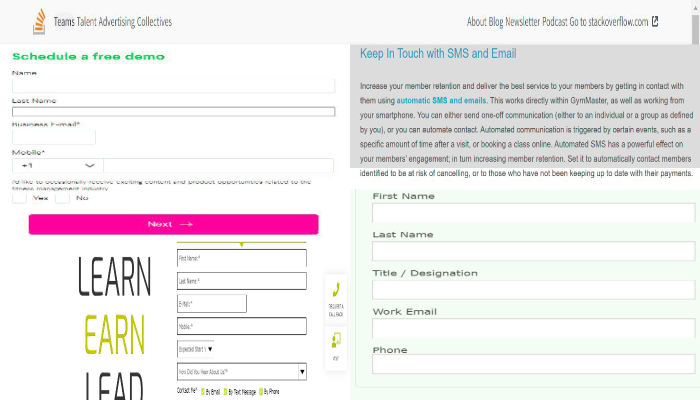 Teams Talent Advertising Collectives
About Blog Newsletter Podcast Go to stackoverflow.com
Schedule a free demo
Name
Last Name
Business E-mail*
Mobile*
+1
I'd like to occasionally receive exciting content and product opportunities related to the
fitness management industry.
Yes No
Next
Keep In Touch with SMS and Email
Increase your member retention and deliver the best service to your members by getting in contact with
them using automatic SMS and emails. This works directly within GymMaster, as well as working from
your smartphone. You can either send one-off communication (either to an individual or a group as defined
by you), or you can automate contact. Automated communication is triggered by certain events, such as a
specific amount of time after a visit, or booking a class online. Automated SMS has a powerful effect on
your members' engagement; in turn increasing member retention. Set it to automatically contact members
identified to be at risk of cancelling, or to those who have not been keeping up to date with their payments.
LEARN
EARN
LEAD
First Name:*
Last Name:*
E-Mail:*
Mobile:*
Expected Start Y
How Did You Hear About Us?*
Contact Me* By Email By Text Message By Phone
REQUEST A
CALL BACK
VISIT
First Name
Last Name
Title / Designation
Work Email
Phone